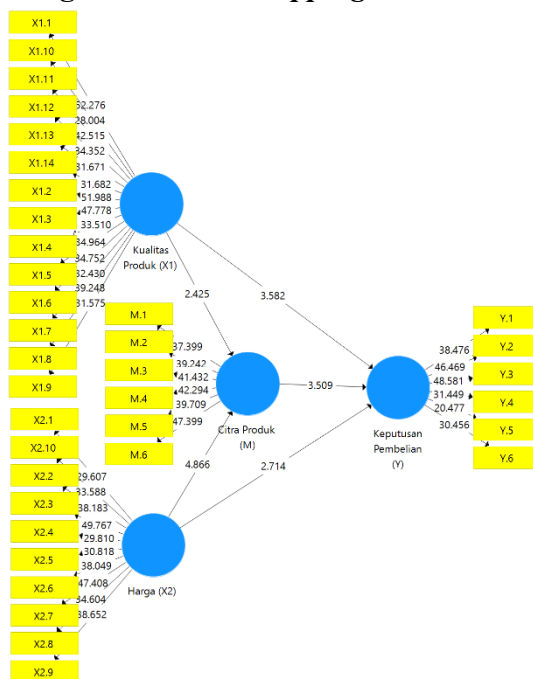 X1.1
X1.10
X1.11
X1.12
X1.13
X1.14
X1.2
X1.3
X1.4
X1.5
X1.6
X1.7
X1.8
X1.9
28.004
42.515
34.352
31.671
31.682
51.988
47.778
33.510
34.964
34.752
32.430
39.248
31.575
Kualitas
Produk (X1)
2.425
3.582
M.1
M.2
M.3
M.4
M.5
M.6
37.399
39.242
41.432
42.294
39.709
47.399
Citra Produk
(M)
3.509
4.866
2.714
X2.1
X2.10
X2.2
X2.3
X2.4
X2.5
X2.6
X2.7
X2.8
X2.9
29.607
33.588
38.183
49.767
29.810
30.818
38.049
47.408
34.604
38.652
Harga (X2)
Keputusan
Pembelian
(Y)
38.476
46.469
48.581
31.449
20.477
30.456
Y.1
Y.2
Y.3
Y.4
Y.5
Y.6